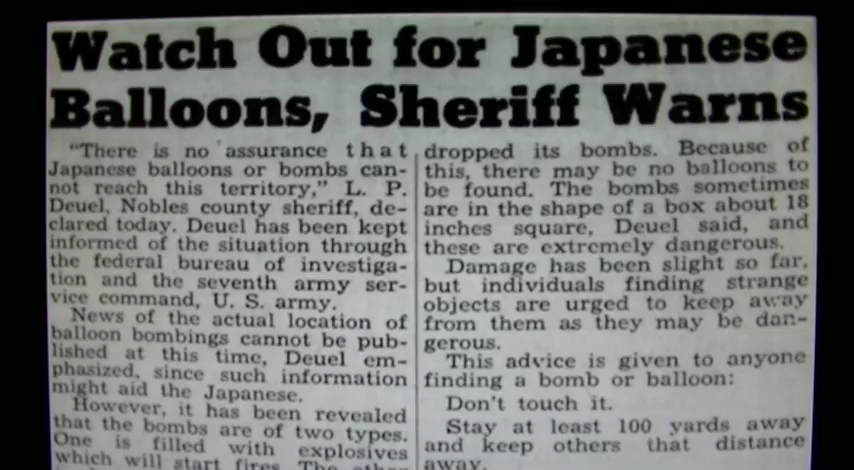 Watch Out for Japanese
Balloons, Sheriff Warns
"There is no assurance that
Japanese balloons or bombs can-
not reach this territory," L. P.
Deuel, Nobles county sheriff, de-
clared today. Deuel has been kept
informed of the situation through
the federal bureau of investiga-
tion and the seventh army ser-
vice command, U. S. army.
News of the actual location of
balloon bombings cannot be pub-
lished at this time, Deuel em-
phasized, since such information
might aid the Japanese.
However, it has been revealed
that the bombs are of two types.
One is filled with explosives
which will start fires. The other
dropped its bombs. Because of
this, there may be no balloons to
be found. The bombs sometimes
are in the shape of a box about 18
inches square, Deuel said, and
these are extremely dangerous.
Damage has been slight so far,
but individuals finding strange
objects are urged to keep away
from them as they may be dan-
gerous.
This advice is given to anyone
finding a bomb or balloon:
Don't touch it.
Stay at least 100 yards away
and keep others that distance
away.